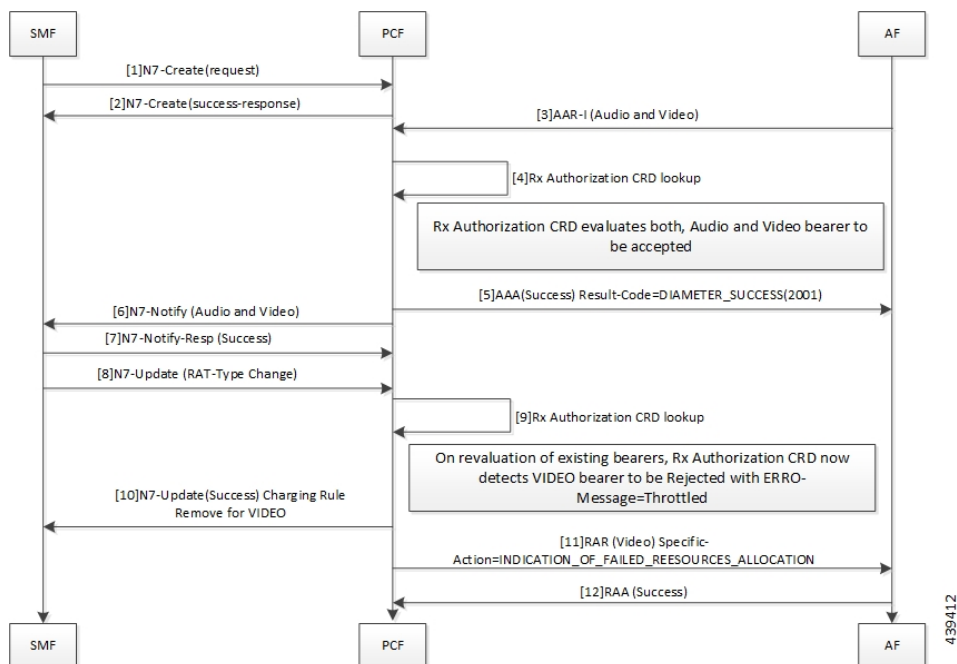 SMF
PCF
AF
[1]N7-Create(request)
[2]N7-Create(success-response)
[3]AAR-I (Audio and Video)
[4]Rx Authorization CRD lookup
Rx Authorization CRD evaluates both, Audio and Video bearer to
be accepted
[5]AAA(Success) Result-Code=DIAMETER_SUCCESS(2001)
[6]N7-Notify (Audio and Video)
[7]N7-Notify-Resp (Success)
[8]N7-Update (RAT-Type Change)
[9]Rx Authorization CRD lookup
On revaluation of existing bearers, Rx Authorization CRD now
detects VIDEO bearer to be Rejected with ERRO-
Message=Throttled
[10]N7-Update(Success) Charging Rule
Remove for VIDEO
[11]RAR (Video) Specific-
Action=INDICATION_OF_FAILED_REESOURCES_ALLOCATION
[12]RAA (Success)
SMF
PCF
AF
439412